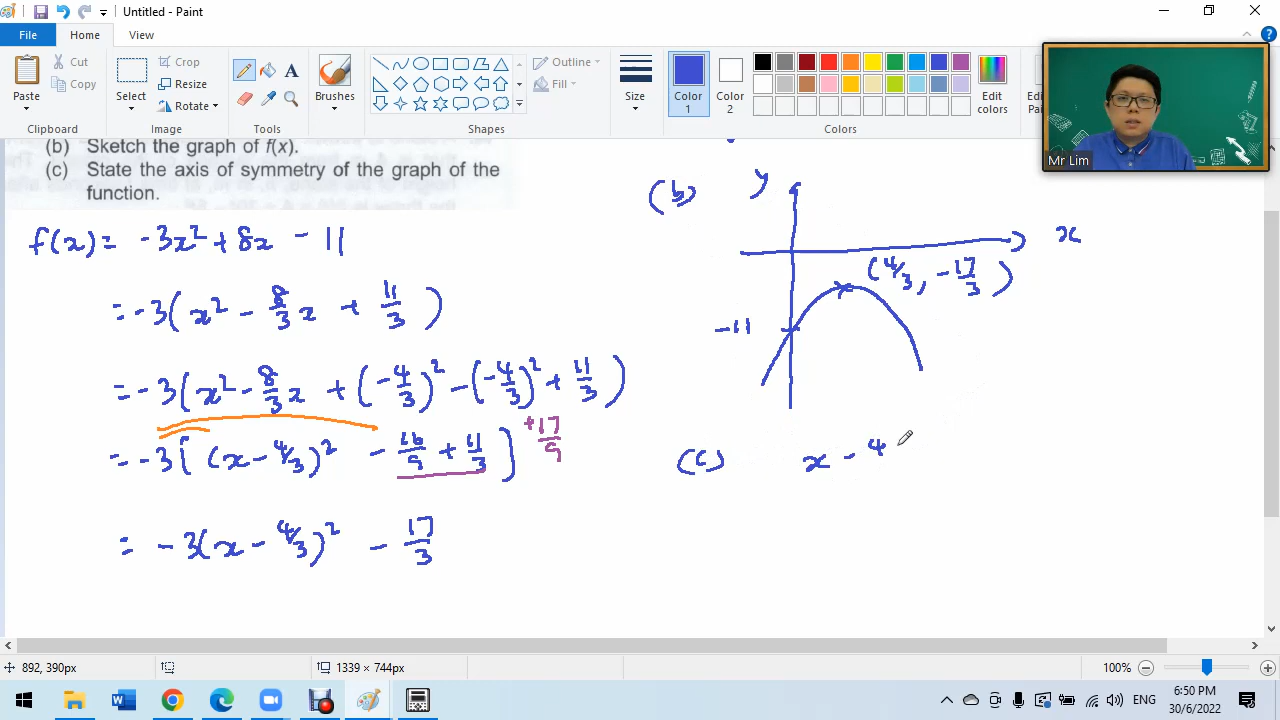 Untitled - Paint
File Home View
Paste
Cut
Copy
Clipboard
Select
Crop
Resize
Rotate
Image
Tools
Brushes
Shapes
Outline
Fill
Size
Color 1
Color 2
Edit colors
Colors
Mr Lim
(b) Sketch the graph of f(x).
(c) State the axis of symmetry of the graph of the
function.
f(x) = -3x² + 8x - 11
= -3(x² - 8/3 x + 11/3)
= -3(x² - 8/3 x + (-4/3)² - (-4/3)² + 11/3)
= -3[(x - 4/3)² - 16/9 + 11/3]
+17/9
= -3(x - 4/3)² - 17/3
(b)
y
x
(4/3, -17/3)
-11
(c) x - 4
892, 390px
1339 × 744px
100%
ENG
6:50 PM
30/6/2022